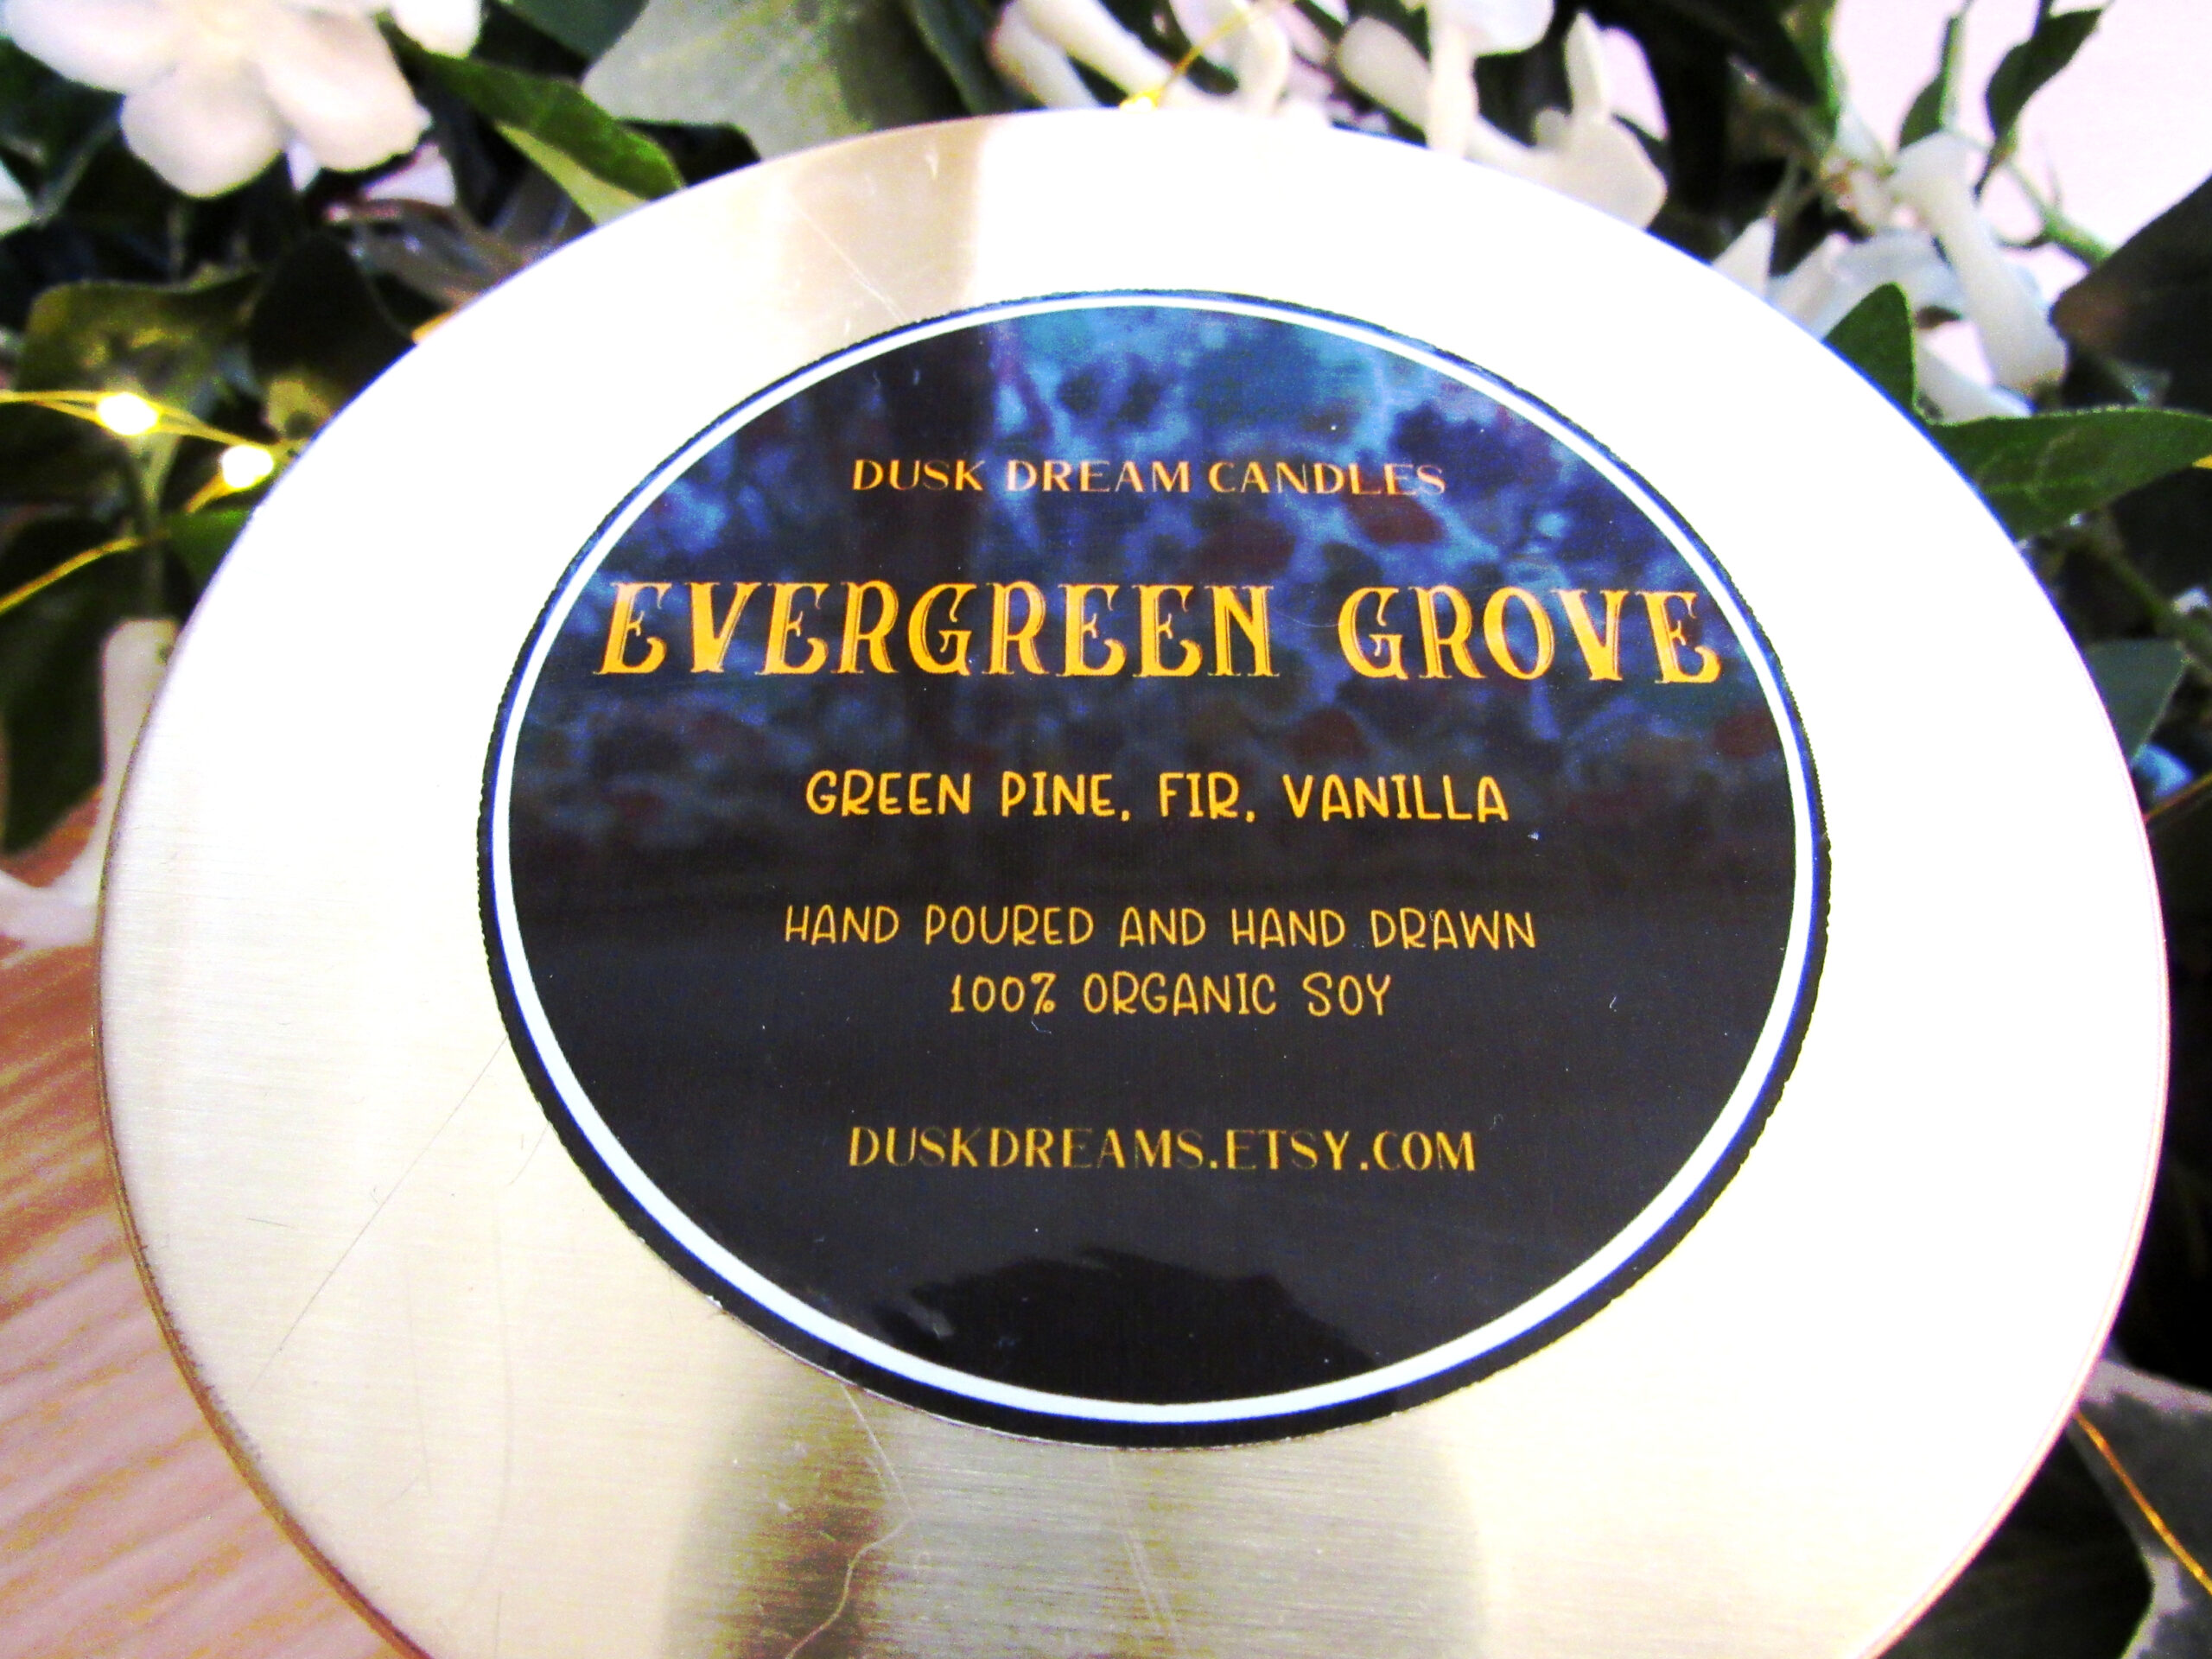 DUSK DREAM CANDLES
EVERGREEN GROVE
GREEN PINE, FIR, VANILLA
HAND POURED AND HAND DRAWN
100% ORGANIC SOY
DUSKDREAMS.ETSY.COM